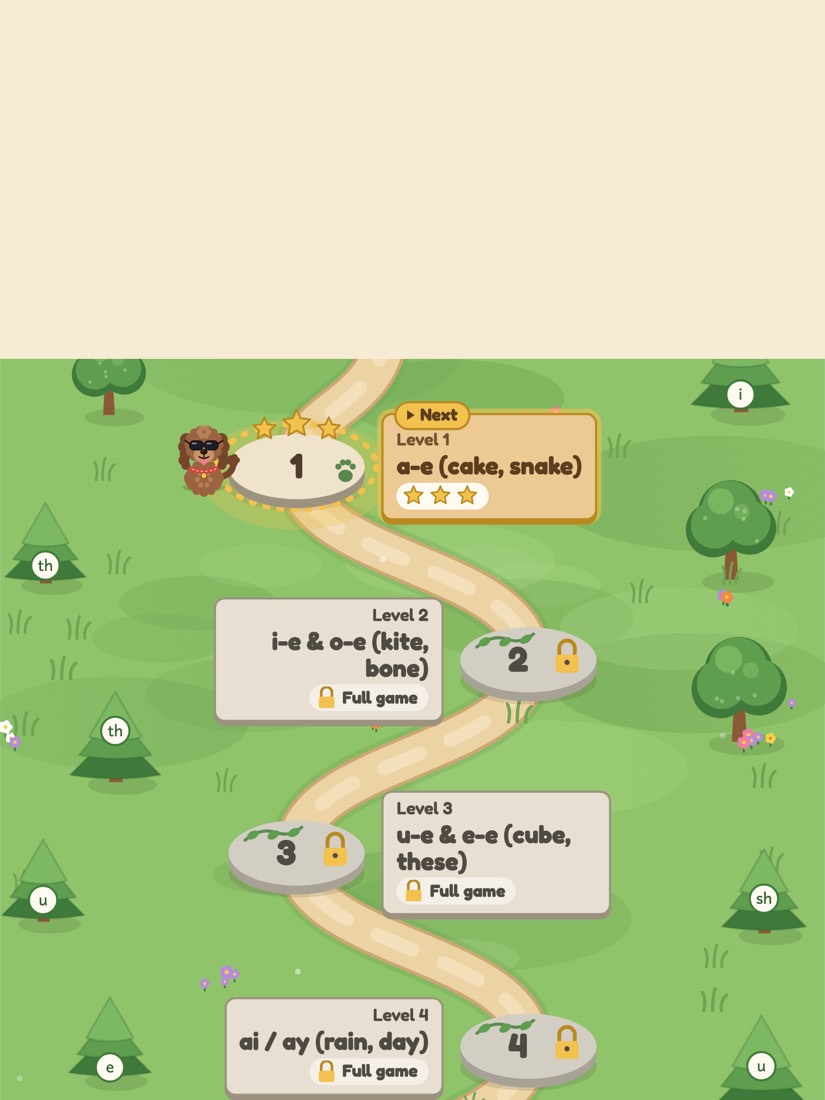 i
Next
Level 1
a-e (cake, snake)
1
th
Level 2
i-e & o-e (kite,
bone)
Full game
2
th
Level 3
u-e & e-e (cube,
these)
Full game
3
u
sh
Level 4
ai / ay (rain, day)
Full game
4
e
u